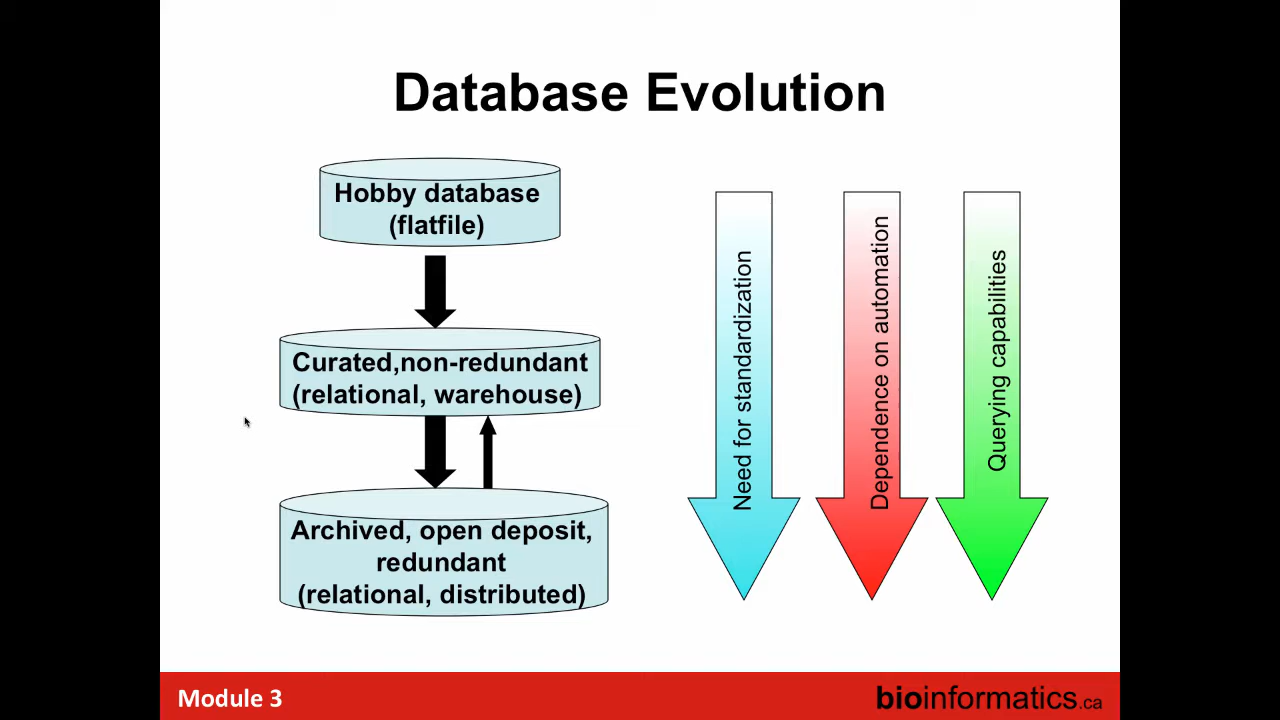 Database Evolution
Hobby database
(flatfile)
Curated,non-redundant
(relational, warehouse)
Archived, open deposit,
redundant
(relational, distributed)
Need for standardization
Dependence on automation
Querying capabilities
Module 3
bioinformatics.ca